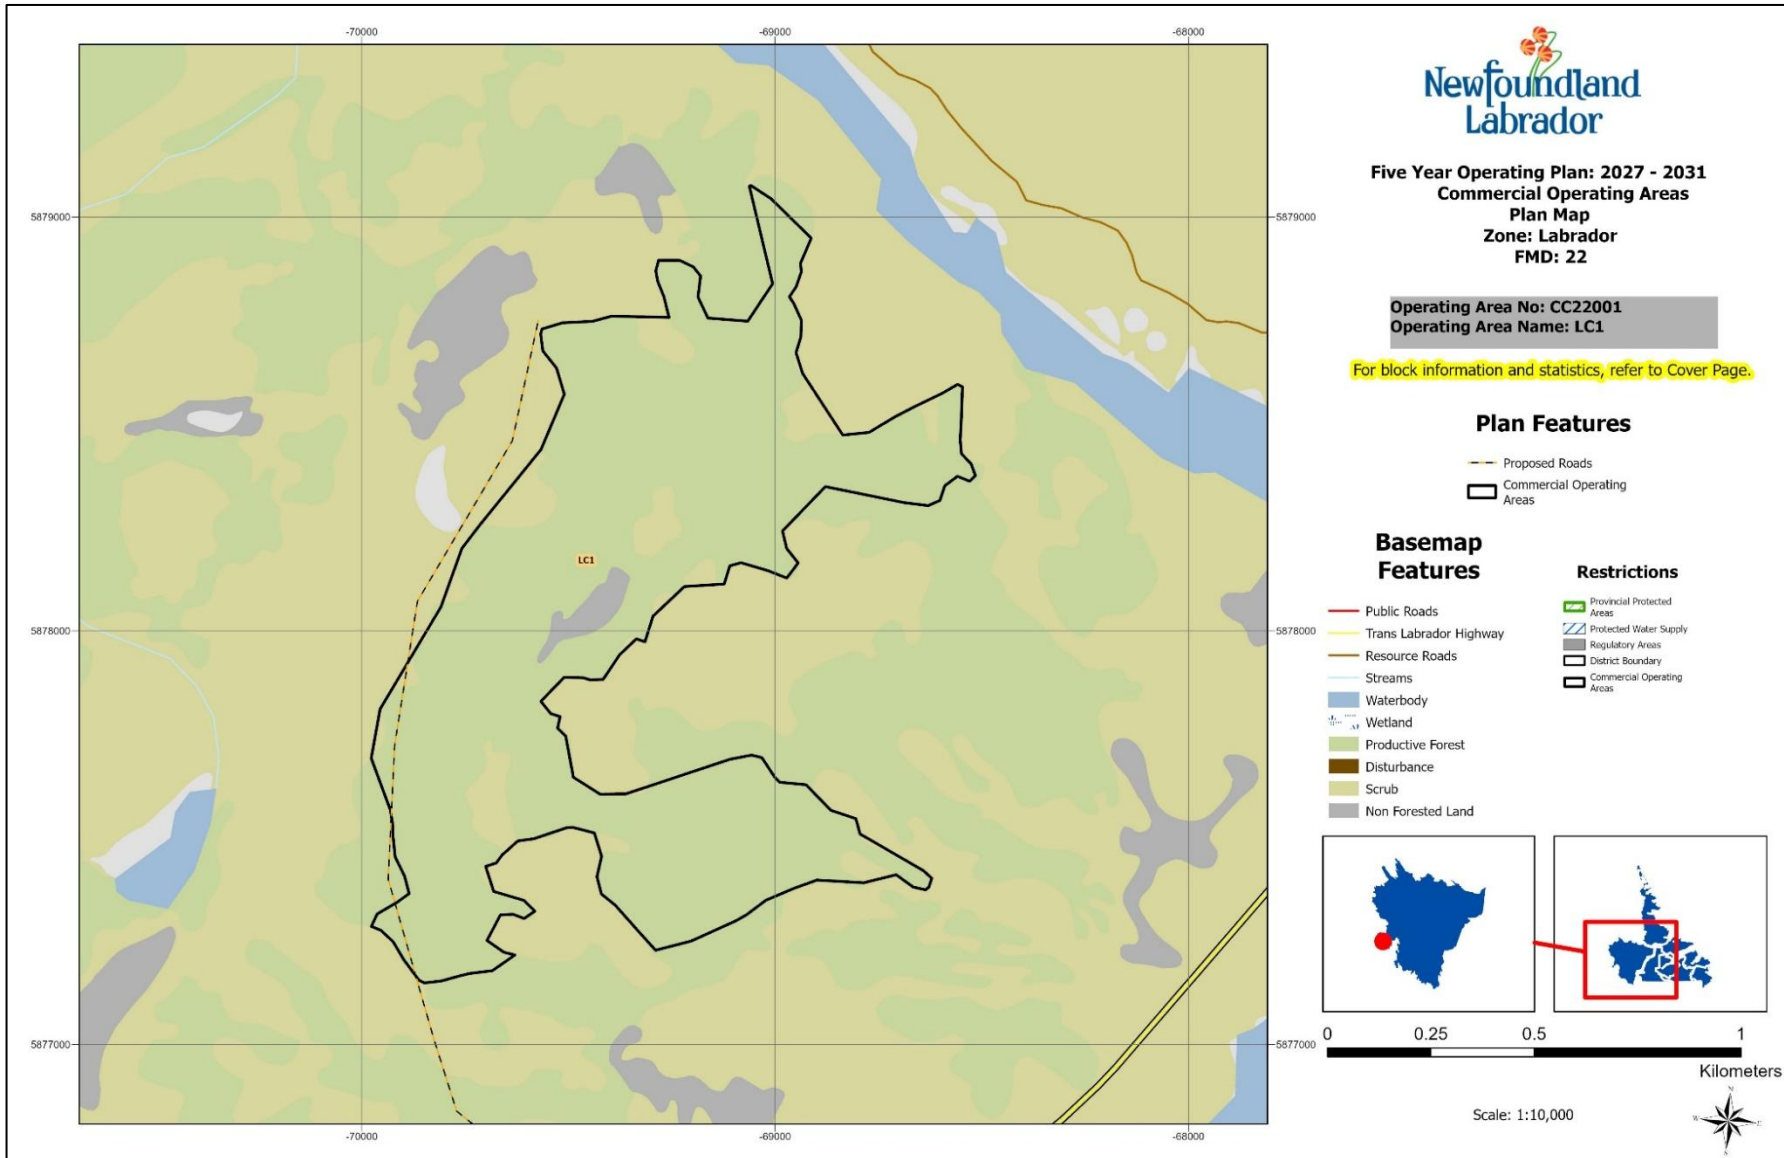 -70000
-69000
-68000
5879000
5879000
5878000
5878000
5877000
5877000
-70000
-69000
-68000
LC1
Newfoundland
Labrador
Five Year Operating Plan: 2027 - 2031
Commercial Operating Areas
Plan Map
Zone: Labrador
FMD: 22
Operating Area No: CC22001
Operating Area Name: LC1
For block information and statistics, refer to Cover Page.
Plan Features
Proposed Roads
Commercial Operating
Areas
Basemap
Features
Public Roads
Trans Labrador Highway
Resource Roads
Streams
Waterbody
Wetland
Productive Forest
Disturbance
Scrub
Non Forested Land
Restrictions
Provincial Protected
Areas
Protected Water Supply
Regulatory Areas
District Boundary
Commercial Operating
Areas
0 0.25 0.5 1
Kilometers
Scale: 1:10,000
N
W E
S